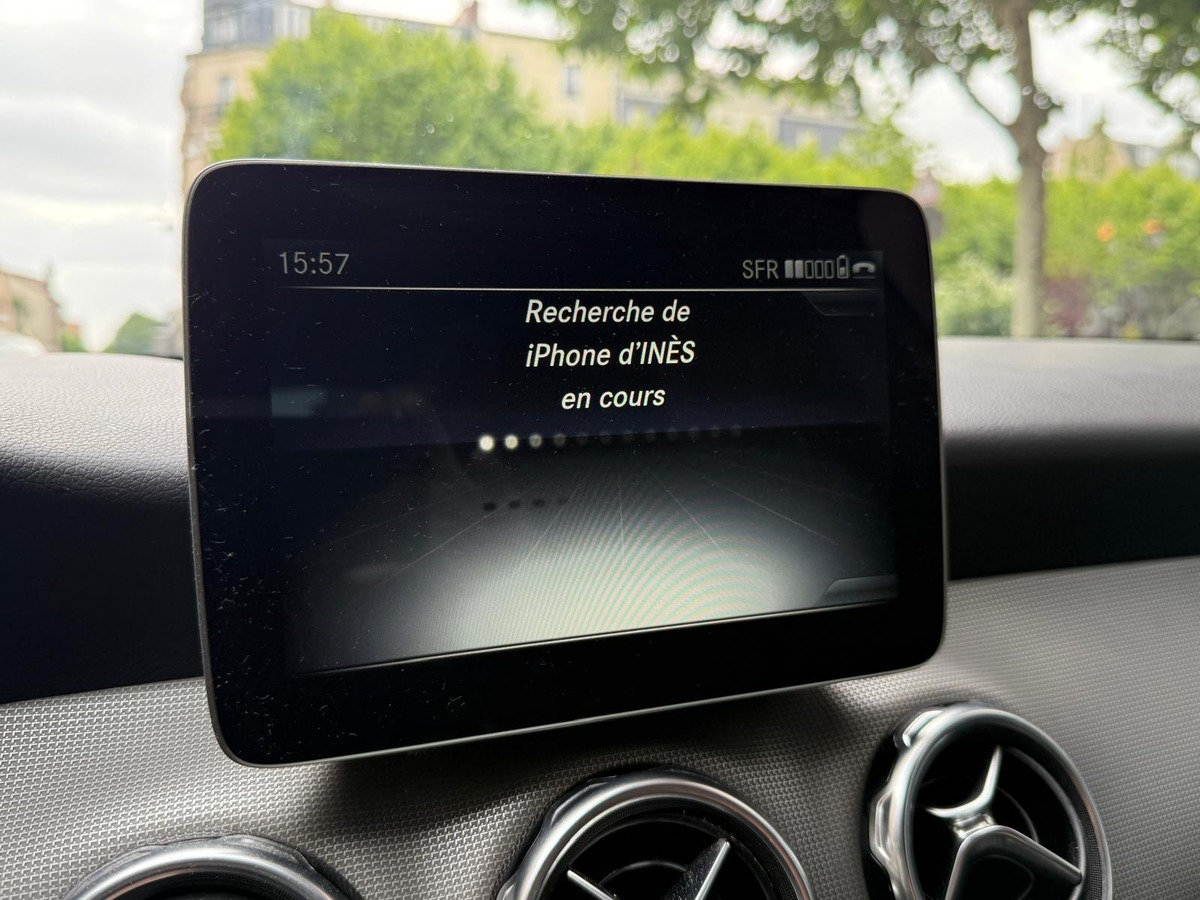 15:57
SFR
Recherche de
iPhone d'INÈS
en cours